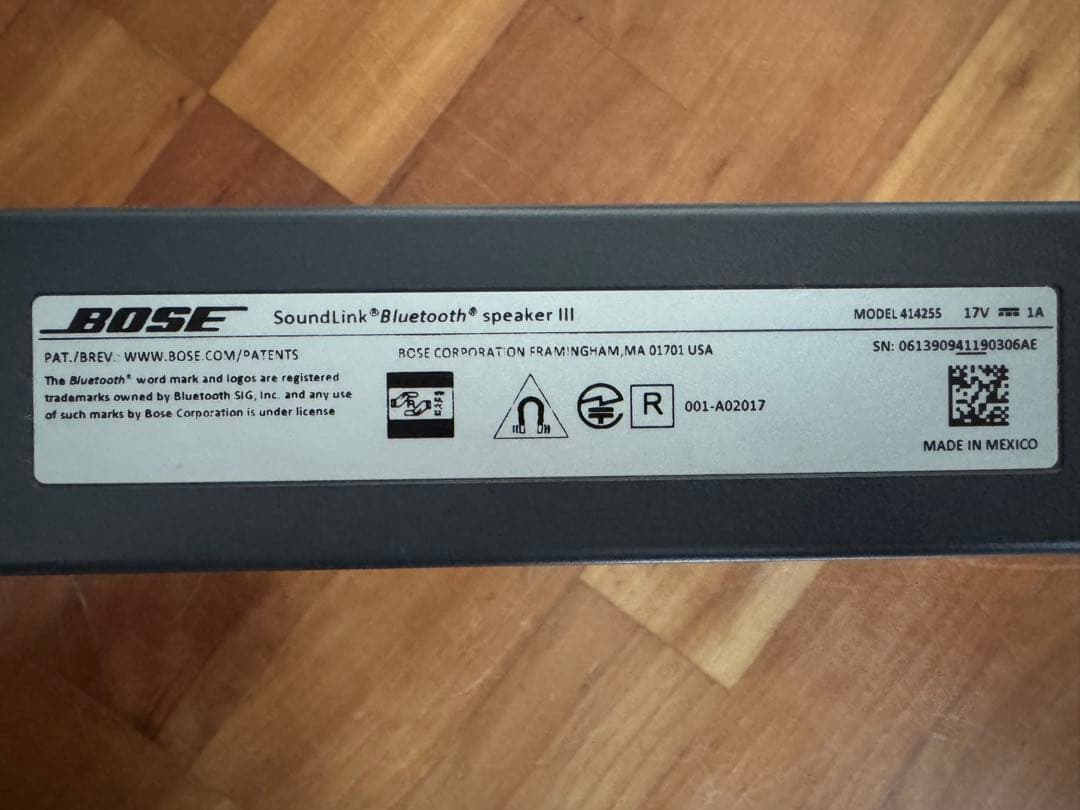 BOSE SoundLink® Bluetooth® speaker III MODEL 414255 17V 1A
PAT./BREV.: WWW.BOSE.COM/PATENTS
The Bluetooth® word mark and logos are registered
trademarks owned by Bluetooth SIG, Inc. and any use
of such marks by Bose Corporation is under license
BOSE CORPORATION FRAMINGHAM,MA 01701 USA
R 001-A02017
SN: 061390941190306AE
MADE IN MEXICO